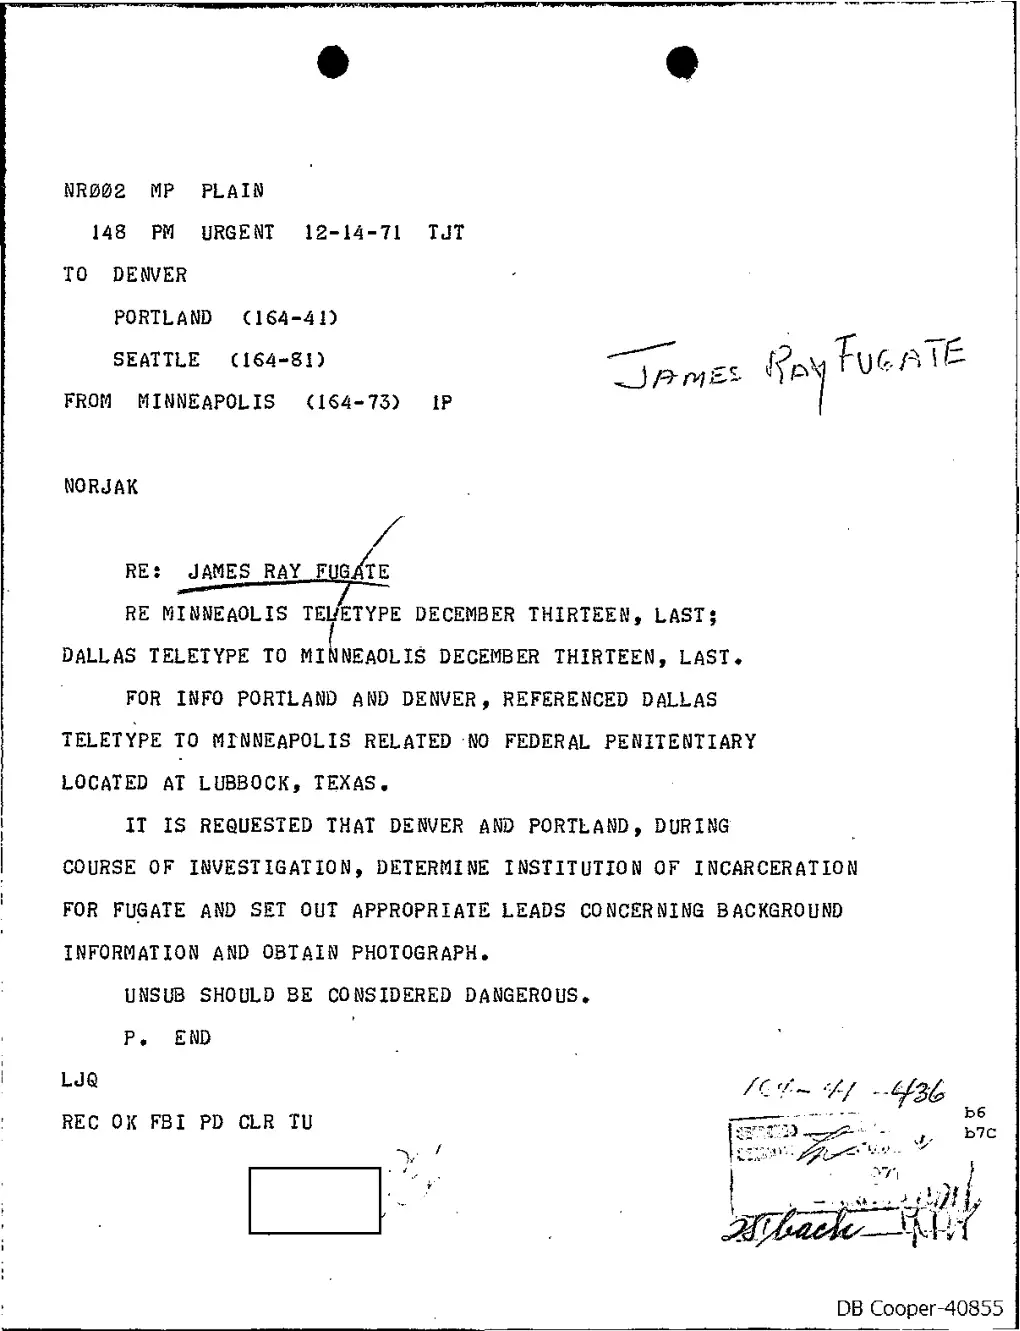 NRØØ2 MP PLAIN
148 PM URGENT 12-14-71 TJT
TO DENVER
PORTLAND (164-41)
SEATTLE (164-81)
JAMES RAY FUGATE
FROM MINNEAPOLIS (164-73) 1P
NORJAK
RE: JAMES RAY FUGATE
RE MINNEAOLIS TELETYPE DECEMBER THIRTEEN, LAST;
DALLAS TELETYPE TO MINNEAOLIS DECEMBER THIRTEEN, LAST.
FOR INFO PORTLAND AND DENVER, REFERENCED DALLAS
TELETYPE TO MINNEAPOLIS RELATED NO FEDERAL PENITENTIARY
LOCATED AT LUBBOCK, TEXAS.
IT IS REQUESTED THAT DENVER AND PORTLAND, DURING
COURSE OF INVESTIGATION, DETERMINE INSTITUTION OF INCARCERATION
FOR FUGATE AND SET OUT APPROPRIATE LEADS CONCERNING BACKGROUND
INFORMATION AND OBTAIN PHOTOGRAPH.
UNSUB SHOULD BE CONSIDERED DANGEROUS.
P. END
LJQ
164-41-436
REC OK FBI PD CLR TU
b6
b7C
DB Cooper-40855